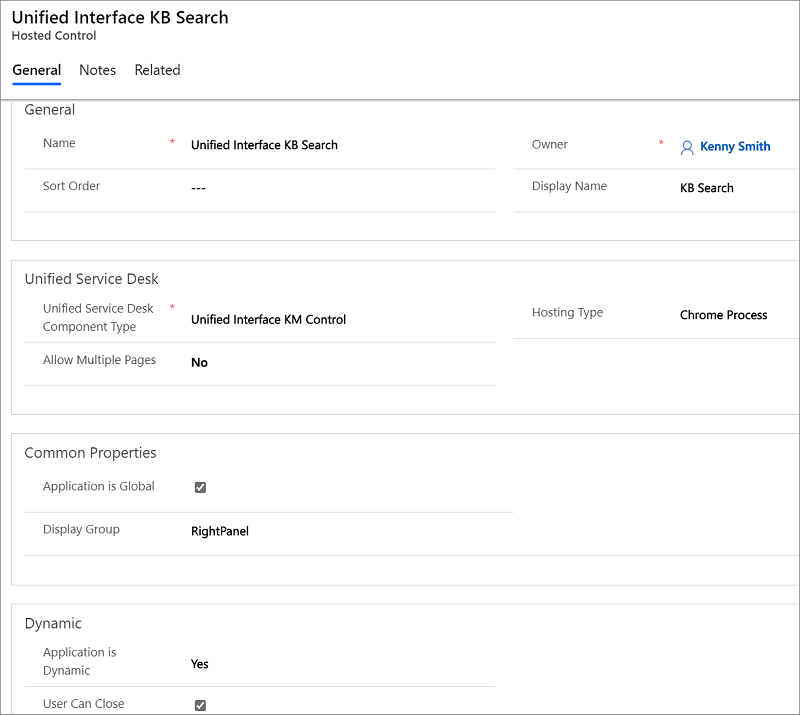 Unified Interface KB Search
Hosted Control
General Notes Related
General
Name * Unified Interface KB Search Owner * Kenny Smith
Sort Order --- Display Name KB Search
Unified Service Desk
Unified Service Desk Component Type * Unified Interface KM Control Hosting Type Chrome Process
Allow Multiple Pages No
Common Properties
Application is Global
Display Group RightPanel
Dynamic
Application is Dynamic Yes
User Can Close